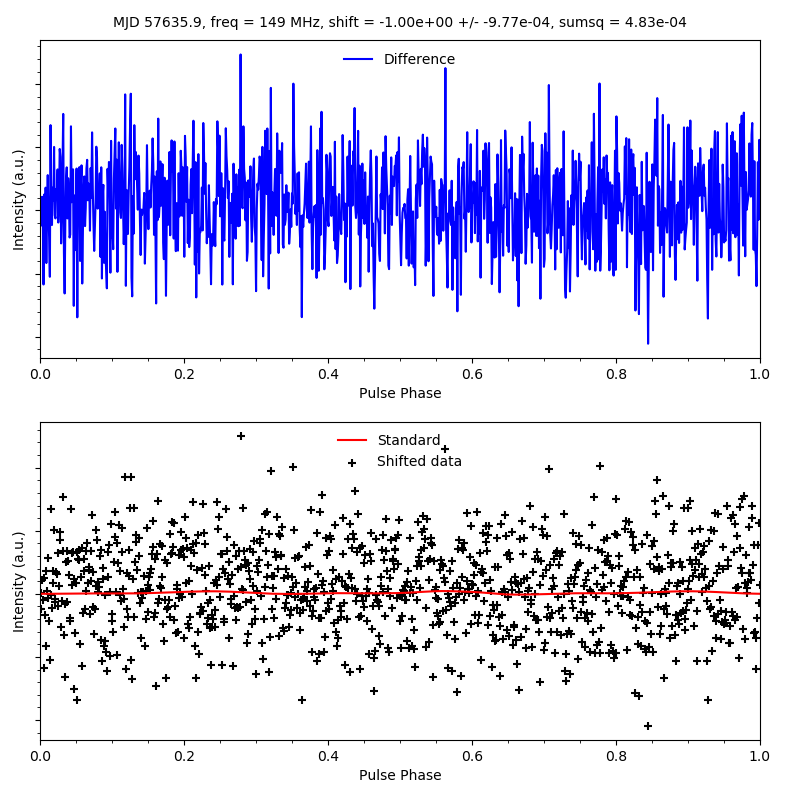 MJD 57635.9, freq = 149 MHz, shift = -1.00e+00 +/- -9.77e-04, sumsq = 4.83e-04
Difference
Intensity (a.u.)
0.0 0.2 0.4 0.6 0.8 1.0
Pulse Phase
Standard
Shifted data
Intensity (a.u.)
0.0 0.2 0.4 0.6 0.8 1.0
Pulse Phase